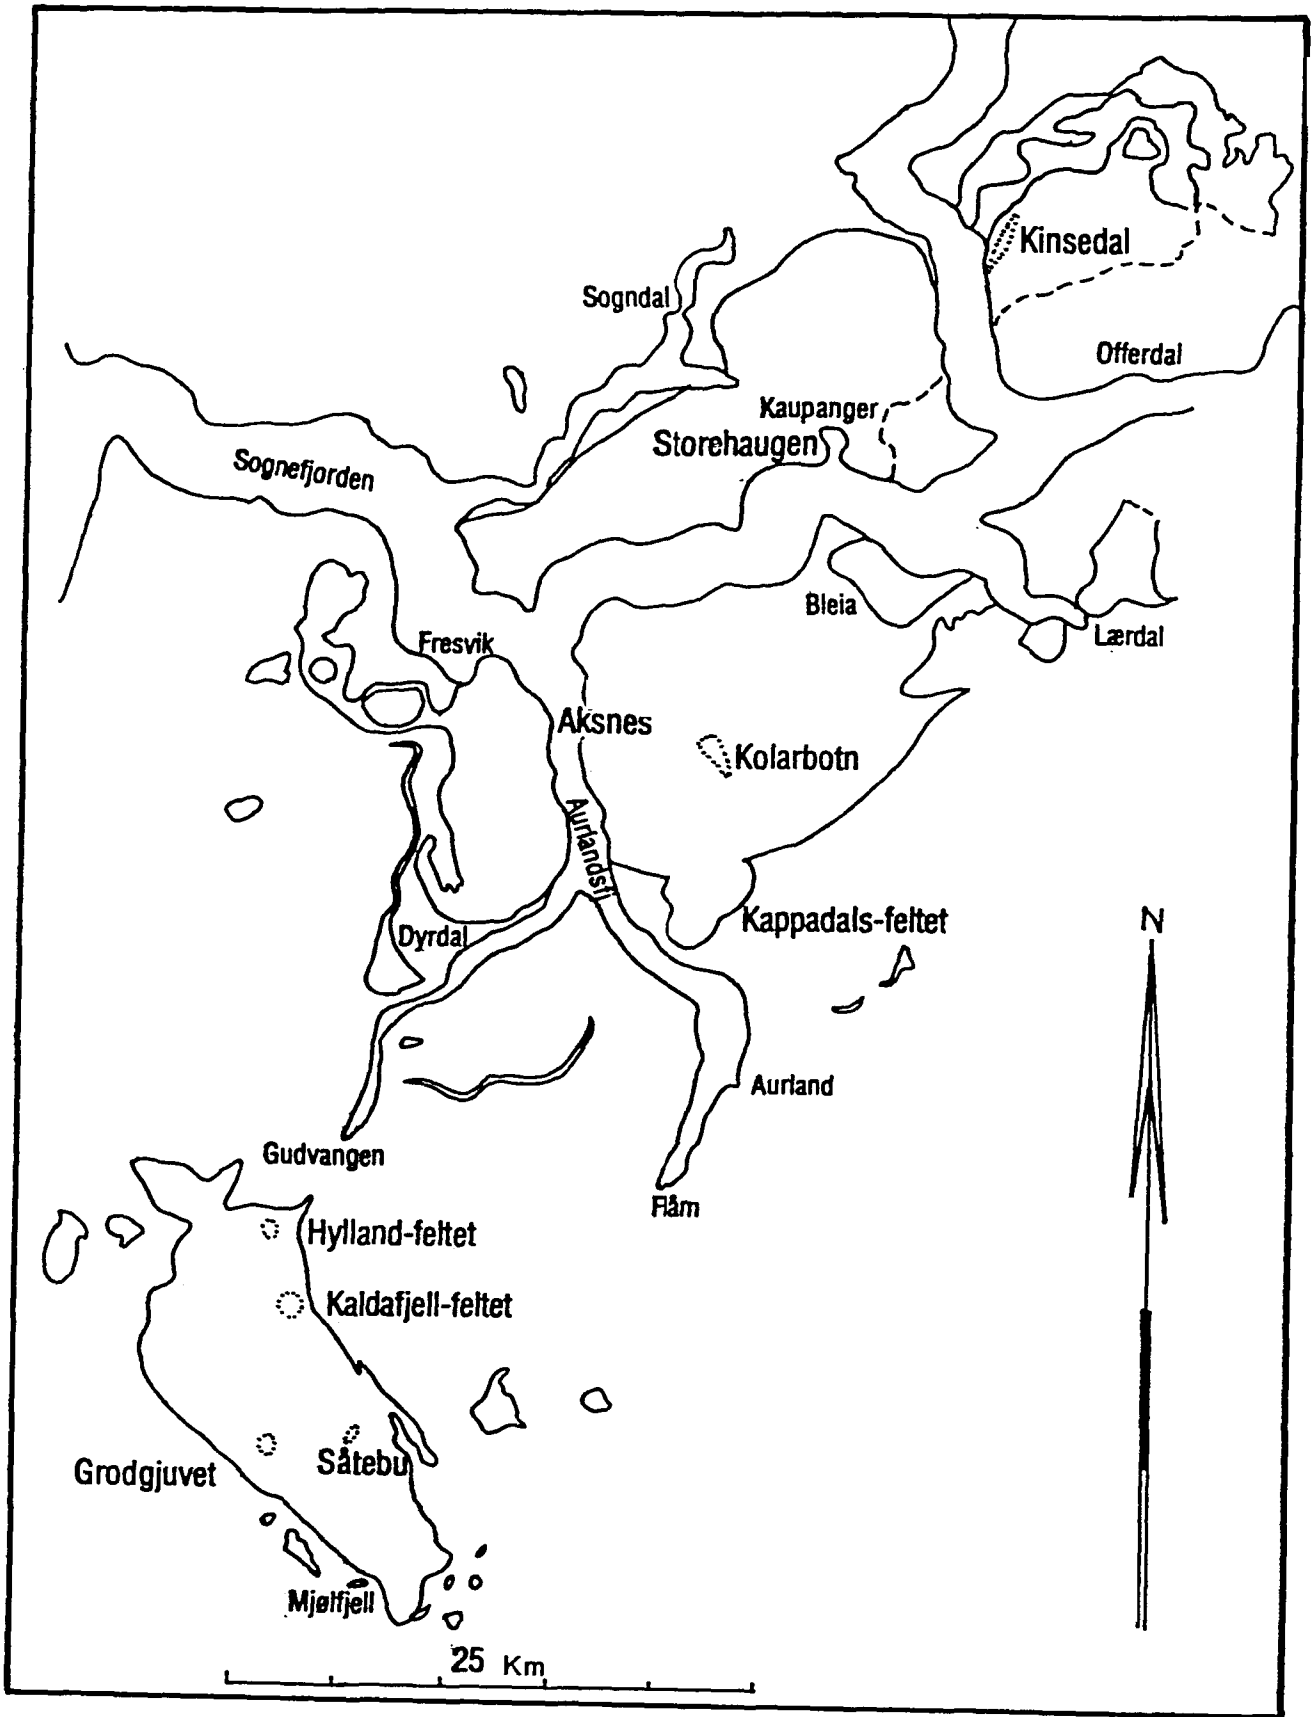 Kinsedal
Sogndal
Offerdal
Kaupanger
Storehaugen
Sognefjorden
Bleia
Lærdal
Fresvik
Aksnes
Kolarbotn
Aurlandsfj
Kappadals-feltet
N
Dyrdal
Aurland
Gudvangen
Flåm
Hylland-feltet
Kaldafjell-feltet
Såtebu
Grodgjuvet
Mjølfjell
25 Km